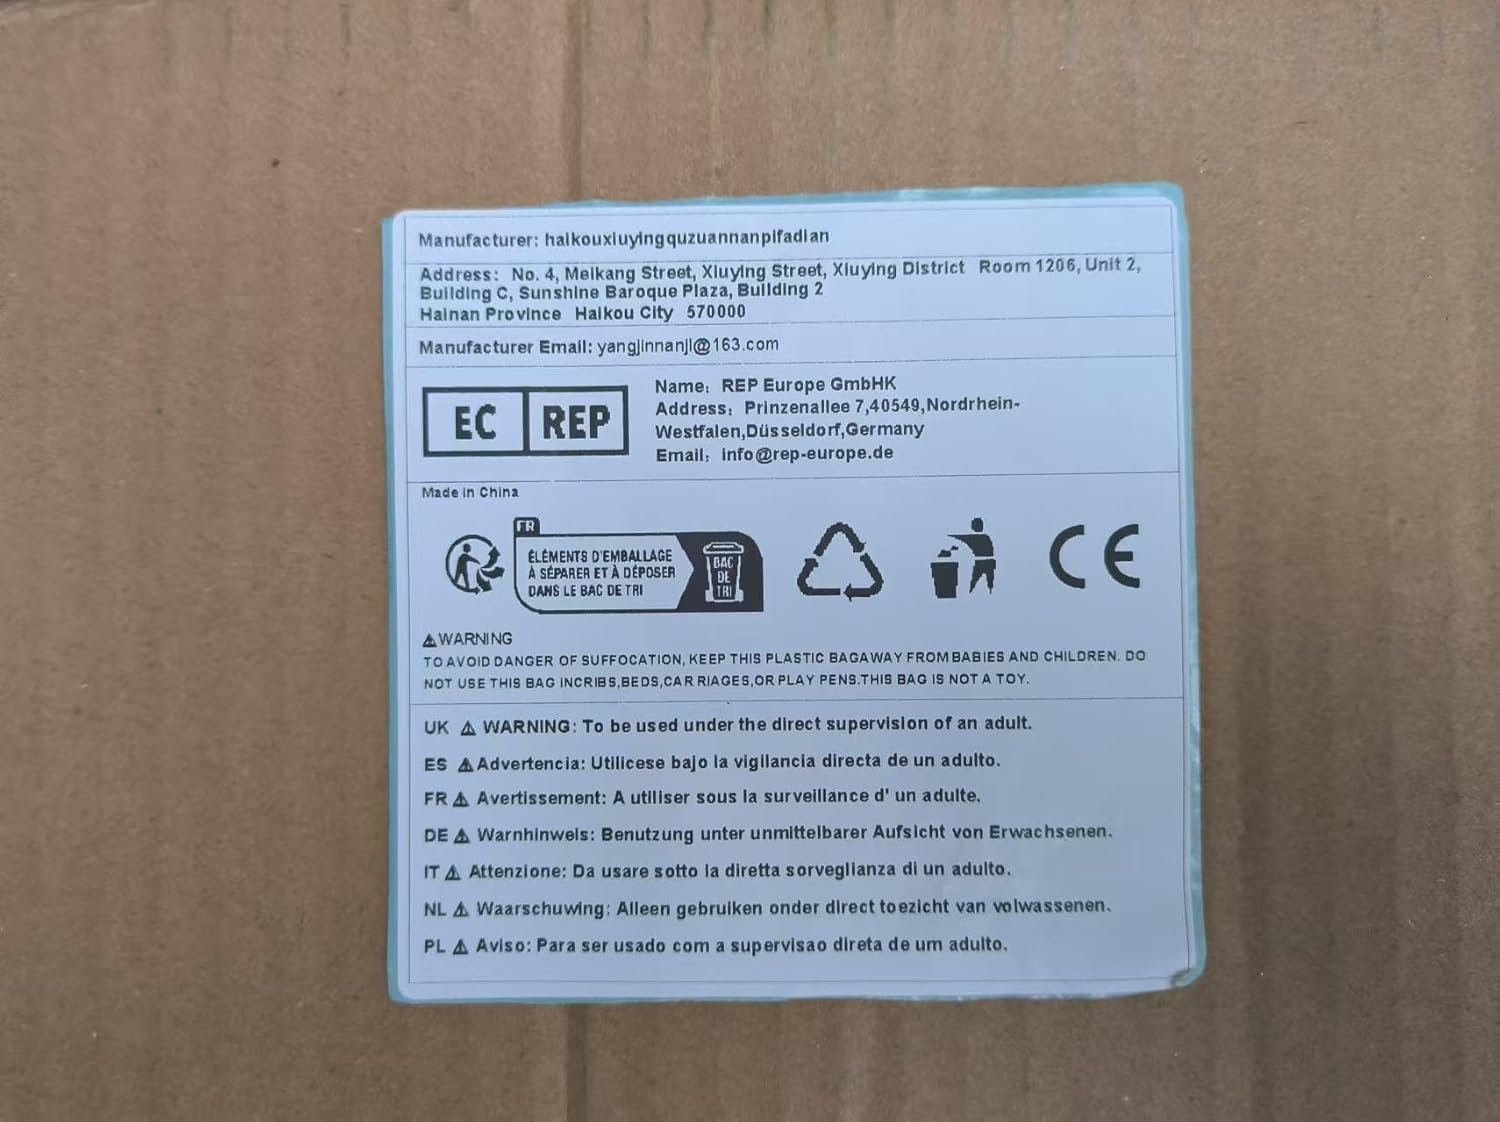 Manufacturer: haikouxiuyingquzuannanpifadian
Address: No. 4, Meikang Street, Xiuying Street, Xiuying District Room 1206, Unit 2,
Building C, Sunshine Baroque Plaza, Building 2
Hainan Province Haikou City 570000
Manufacturer Email: yangjinnanji@163.com
EC REP
Name: REP Europe GmbHK
Address: Prinzenallee 7,40549,Nordrhein-
Westfalen,Düsseldorf,Germany
Email: info@rep-europe.de
Made in China
FR
ÉLÉMENTS D'EMBALLAGE
À SÉPARER ET À DÉPOSER
DANS LE BAC DE TRI
BAC
DE
TRI
CE
⚠WARNING
TO AVOID DANGER OF SUFFOCATION, KEEP THIS PLASTIC BAGAWAY FROM BABIES AND CHILDREN. DO
NOT USE THIS BAG INCRIBS,BEDS,CAR RIAGES,OR PLAY PENS.THIS BAG IS NOT A TOY.
UK ⚠ WARNING: To be used under the direct supervision of an adult.
ES ⚠Advertencia: Utilicese bajo la vigilancia directa de un adulto.
FR ⚠ Avertissement: A utiliser sous la surveillance d' un adulte.
DE ⚠ Warnhinweis: Benutzung unter unmittelbarer Aufsicht von Erwachsenen.
IT ⚠ Attenzione: Da usare sotto la diretta sorveglianza di un adulto.
NL ⚠ Waarschuwing: Alleen gebruiken onder direct toezicht van volwassenen.
PL ⚠ Aviso: Para ser usado com a supervisao direta de um adulto.